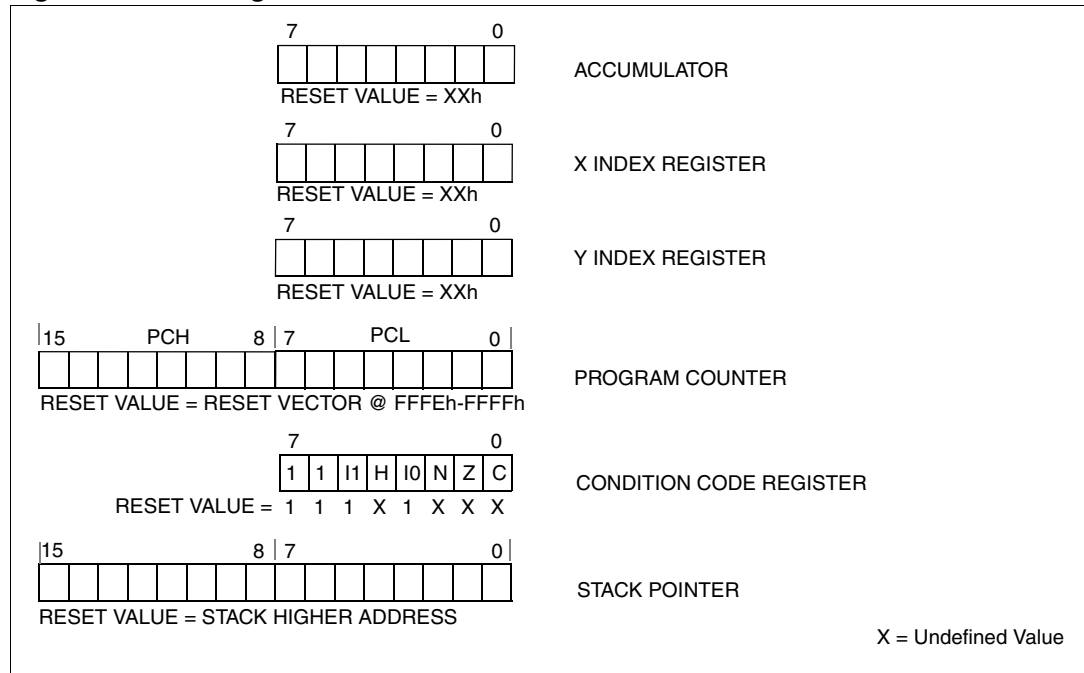 7 0
ACCUMULATOR
RESET VALUE = XXh
7 0
X INDEX REGISTER
RESET VALUE = XXh
7 0
Y INDEX REGISTER
RESET VALUE = XXh
15 PCH 8 7 PCL 0
PROGRAM COUNTER
RESET VALUE = RESET VECTOR @ FFFEh-FFFFh
7 0
1 1 I1 H I0 N Z C
CONDITION CODE REGISTER
RESET VALUE = 1 1 1 X 1 X X X
15 8 7 0
STACK POINTER
RESET VALUE = STACK HIGHER ADDRESS
X = Undefined Value